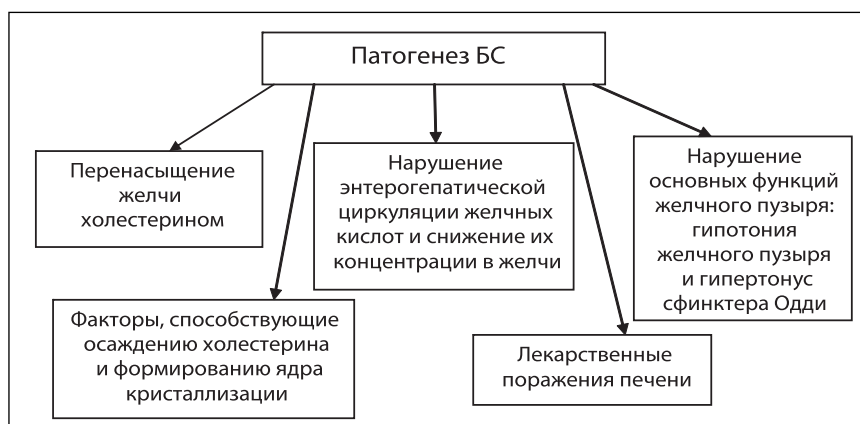 Патогенез БС
Перенасыщение
желчи
холестерином
Нарушение
энтерогепатической
циркуляции желчных
кислот и снижение их
концентрации в желчи
Нарушение
основных функций
желчного пузыря:
гипотония
желчного пузыря
и гипертонус
сфинктера Одди
Факторы, способствующие
осаждению холестерина
и формированию ядра
кристаллизации
Лекарственные
поражения печени